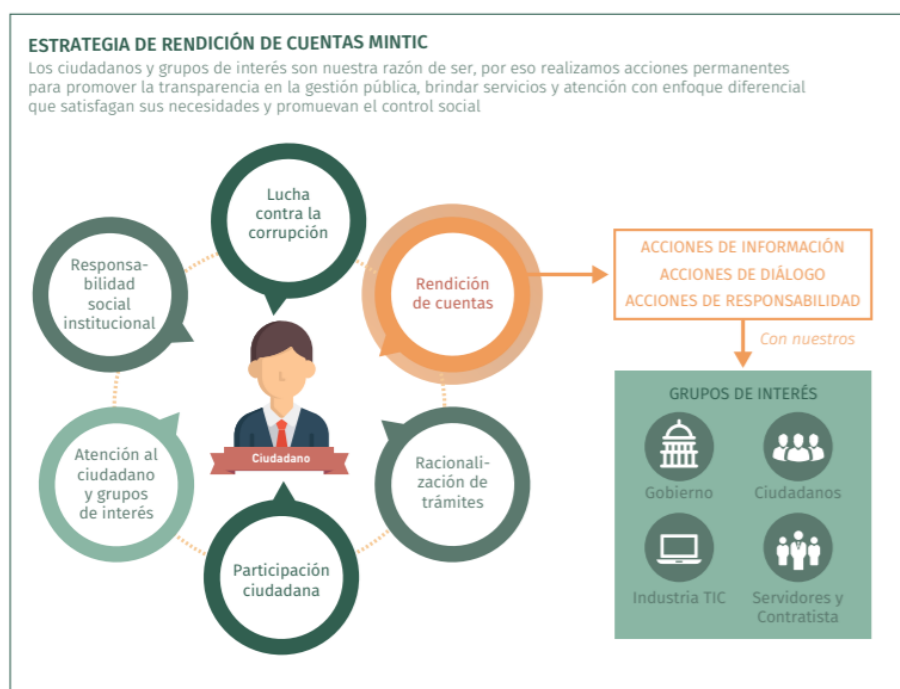 ESTRATEGIA DE RENDICIÓN DE CUENTAS MINTIC
Los ciudadanos y grupos de interés son nuestra razón de ser, por eso realizamos acciones permanentes
para promover la transparencia en la gestión pública, brindar servicios y atención con enfoque diferencial
que satisfagan sus necesidades y promuevan el control social
Lucha
contra la
corrupción
Rendición
de cuentas
Racionali-
zación de
trámites
Participación
ciudadana
Atención al
ciudadano
y grupos
de interés
Responsa-
bilidad
social
institucional
Ciudadano
ACCIONES DE INFORMACIÓN
ACCIONES DE DIÁLOGO
ACCIONES DE RESPONSABILIDAD
Con nuestros
GRUPOS DE INTERÉS
Gobierno
Ciudadanos
Industria TIC
Servidores y
Contratista